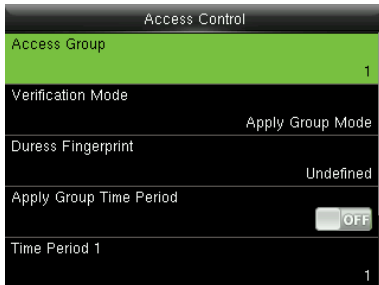 Access Control
Access Group
1
Verification Mode
Apply Group Mode
Duress Fingerprint
Undefined
Apply Group Time Period
OFF
Time Period 1
1